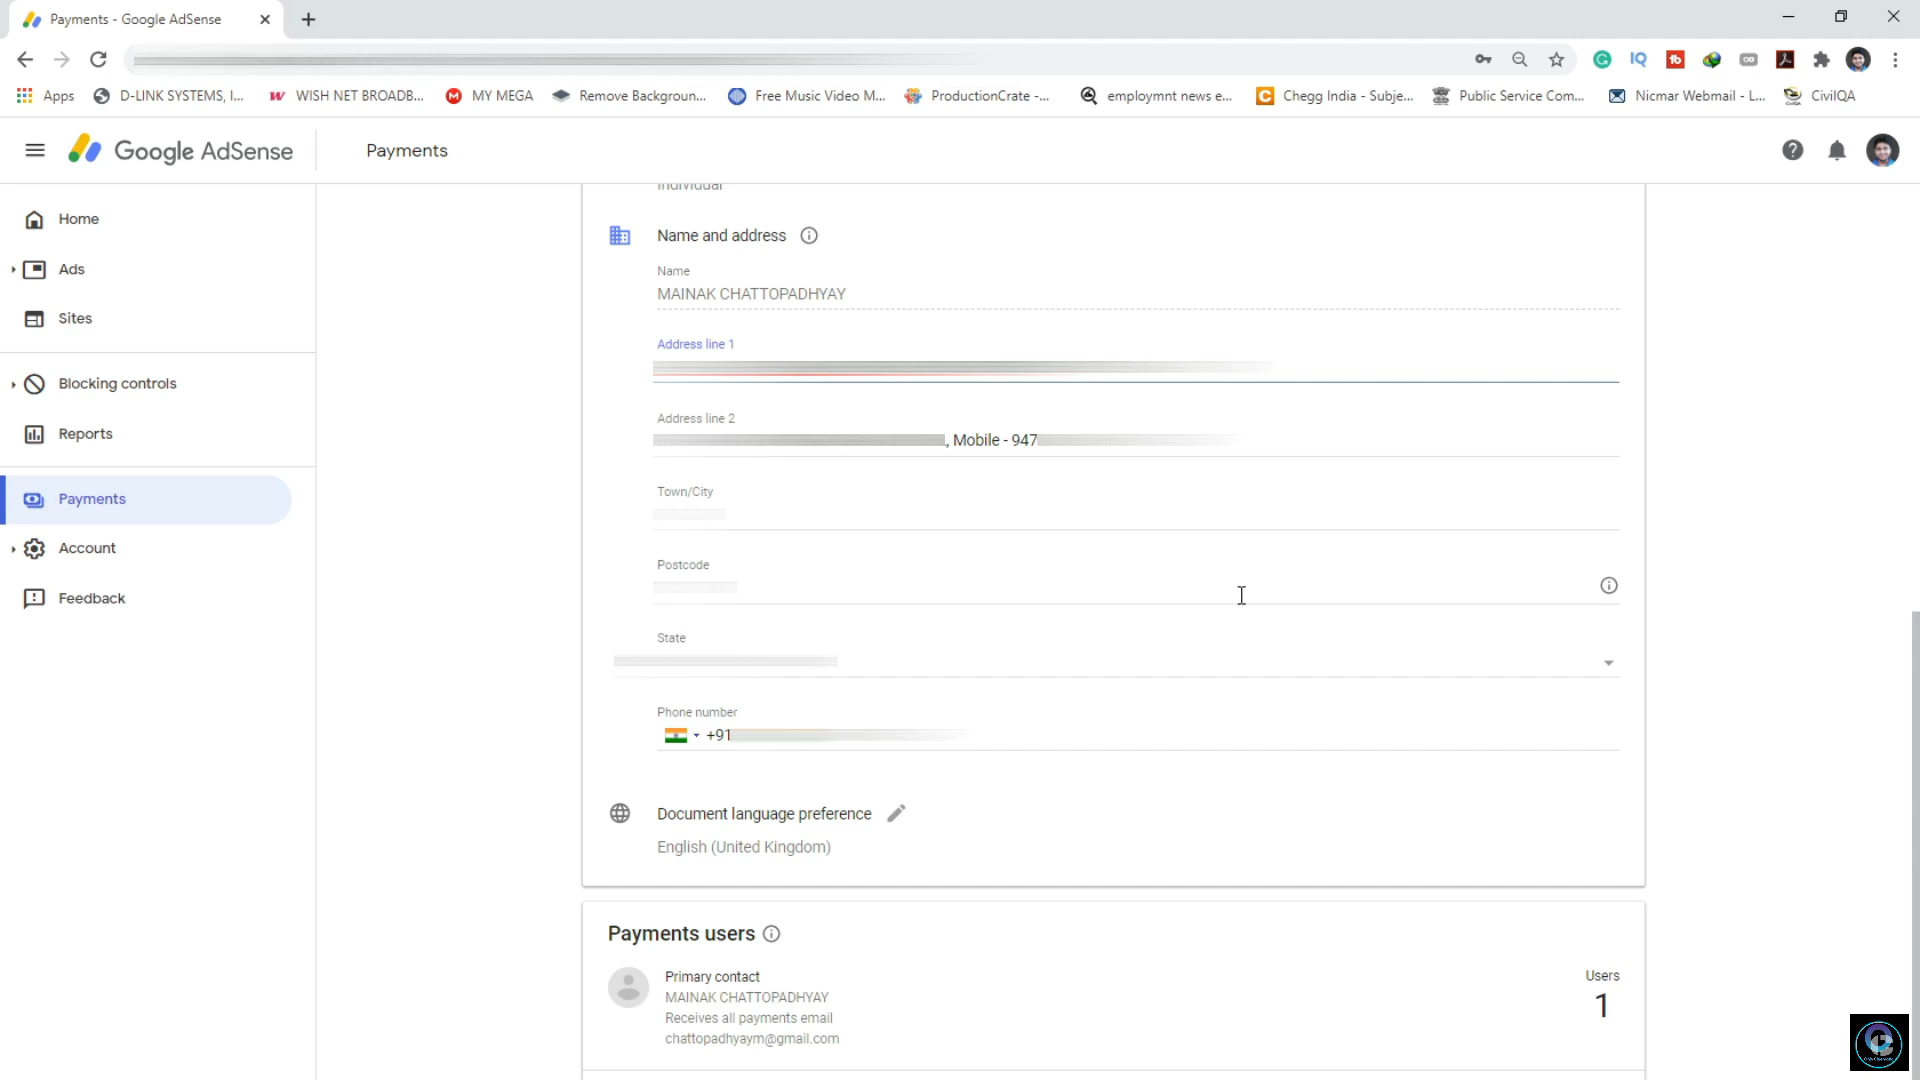 Payments - Google AdSense
Apps
D-LINK SYSTEMS, I...
WISH NET BROADB...
MY MEGA
Remove Backgroun...
Free Music Video M...
ProductionCrate -...
employmnt news e...
Chegg India - Subje...
Public Service Com...
Nicmar Webmail - L...
CivilQA
Google AdSense
Payments
Home
Ads
Sites
Blocking controls
Reports
Payments
Account
Feedback
Individual
Name and address
Name
MAINAK CHATTOPADHYAY
Address line 1
Address line 2
, Mobile - 947
Town/City
Postcode
State
Phone number
+91
Document language preference
English (United Kingdom)
Payments users
Primary contact
MAINAK CHATTOPADHYAY
Receives all payments email
chattopadhyaym@gmail.com
Users
1